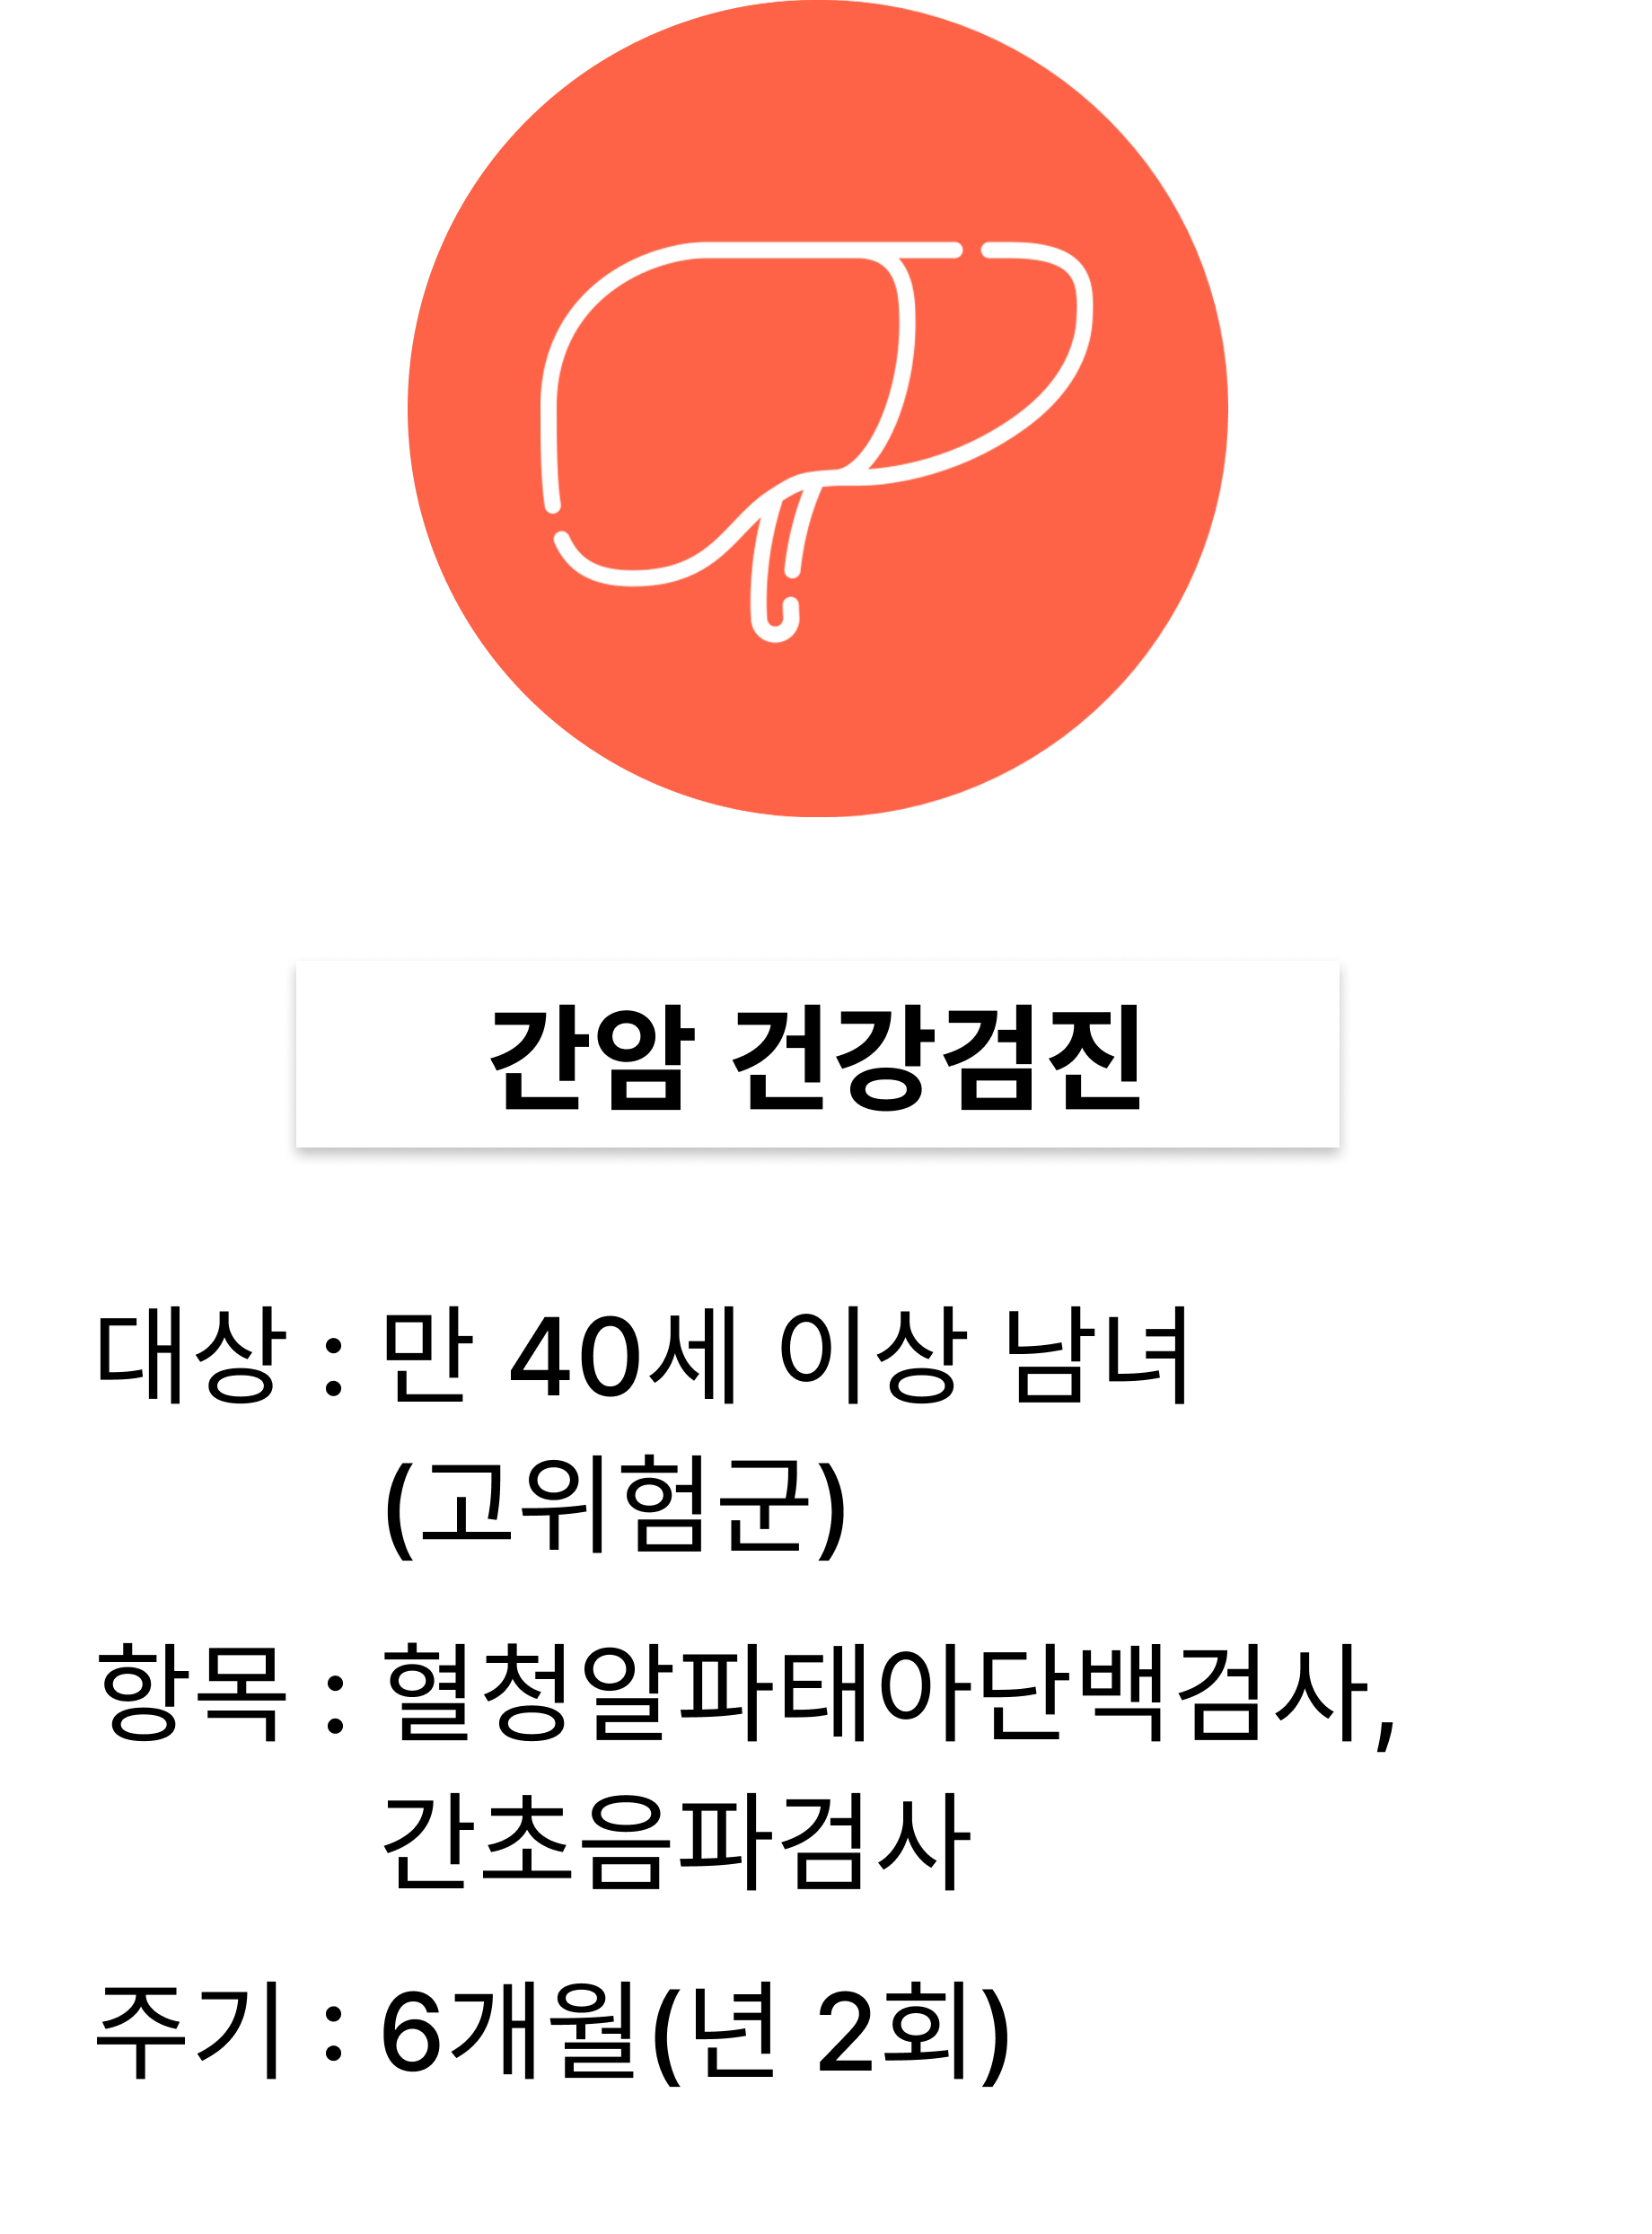 간암 건강검진
대상 : 만 40세 이상 남녀
(고위험군)
항목 : 혈청알파태아단백검사,
간초음파검사
주기 : 6개월(년 2회)